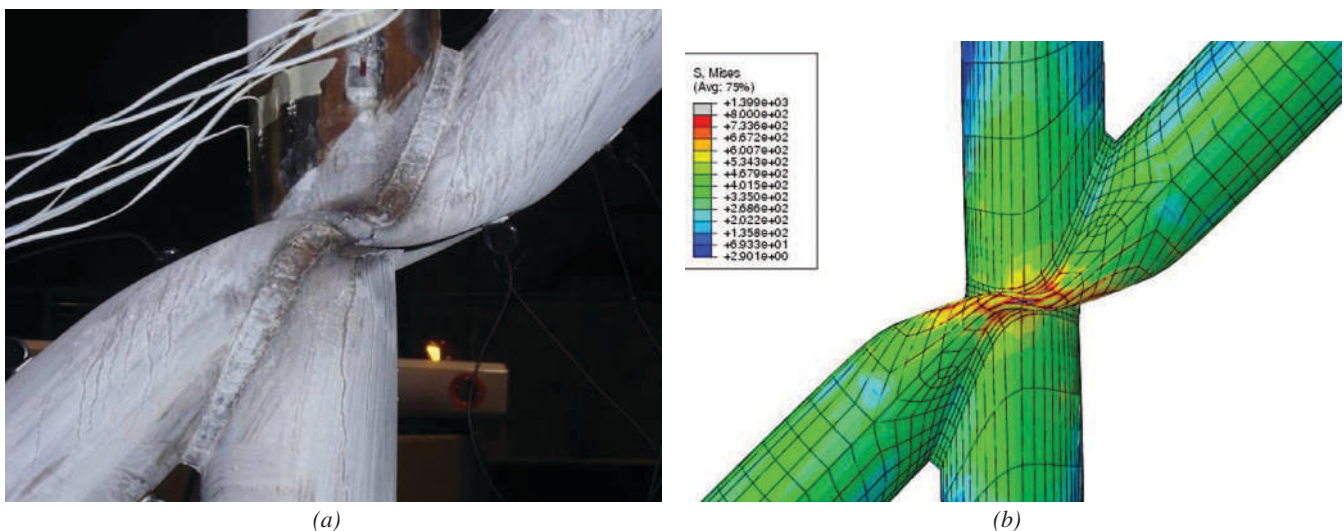 S, Mises
(Avg: 75%)
+1.399e+03
+8.000e+02
+7.336e+02
+6.672e+02
+6.007e+02
+5.343e+02
+4.679e+02
+4.015e+02
+3.350e+02
+2.686e+02
+2.022e+02
+1.358e+02
+6.933e+01
+2.901e+00
(a)
(b)